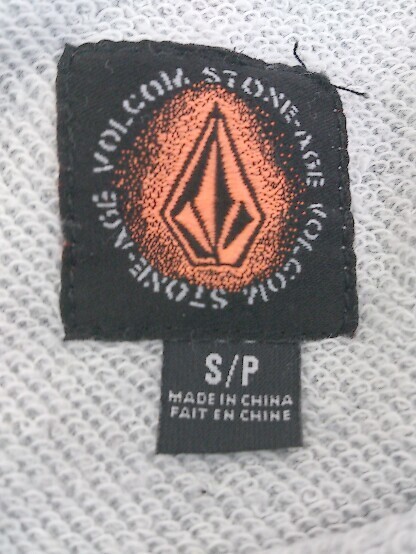 VOLCOM STONE-AGE VOLCOM STONE-AGE
S/P
MADE IN CHINA
FAIT EN CHINE